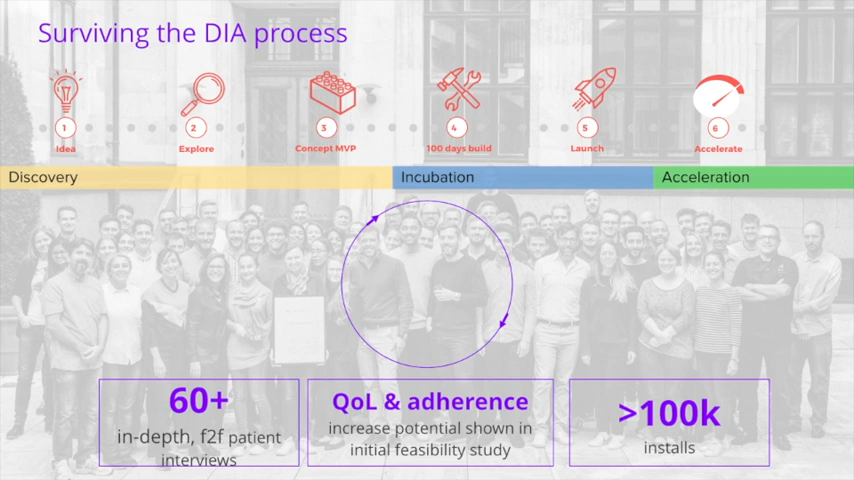 Surviving the DIA process
1
2
3
4
5
6
Idea
Explore
Concept MVP
100 days build
Launch
Accelerate
Discovery
Incubation
Acceleration
60+
in-depth, f2f patient
interviews
QoL & adherence
increase potential shown in
initial feasibility study
>100k
installs